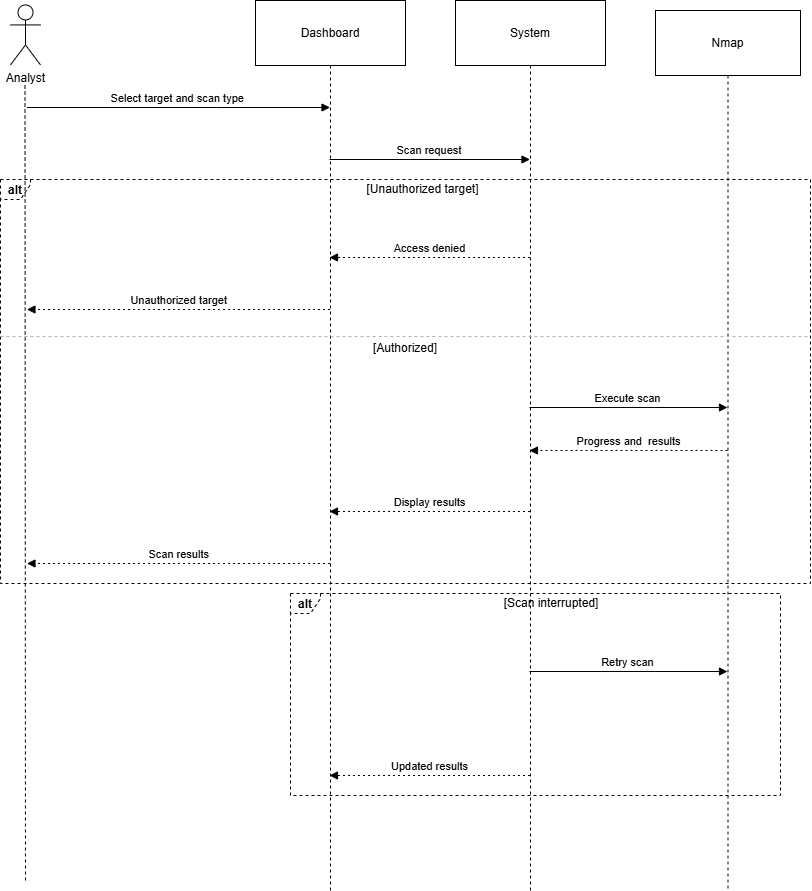 Dashboard
System
Nmap
Analyst
Select target and scan type
Scan request
alt
[Unauthorized target]
Access denied
Unauthorized target
[Authorized]
Execute scan
Progress and  results
Display results
Scan results
alt
[Scan interrupted]
Retry scan
Updated results